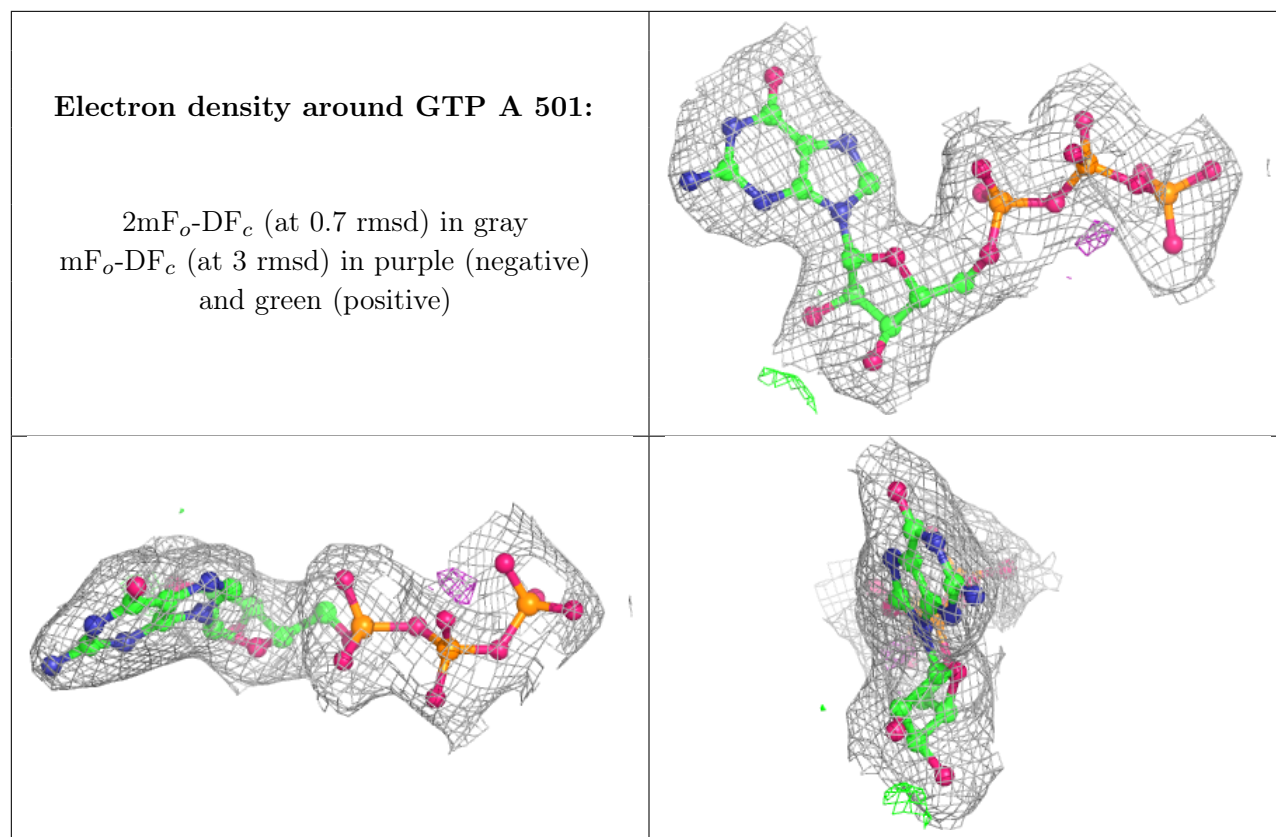 Electron density around GTP A 501:
2mFo-DFc (at 0.7 rmsd) in gray
mFo-DFc (at 3 rmsd) in purple (negative)
and green (positive)